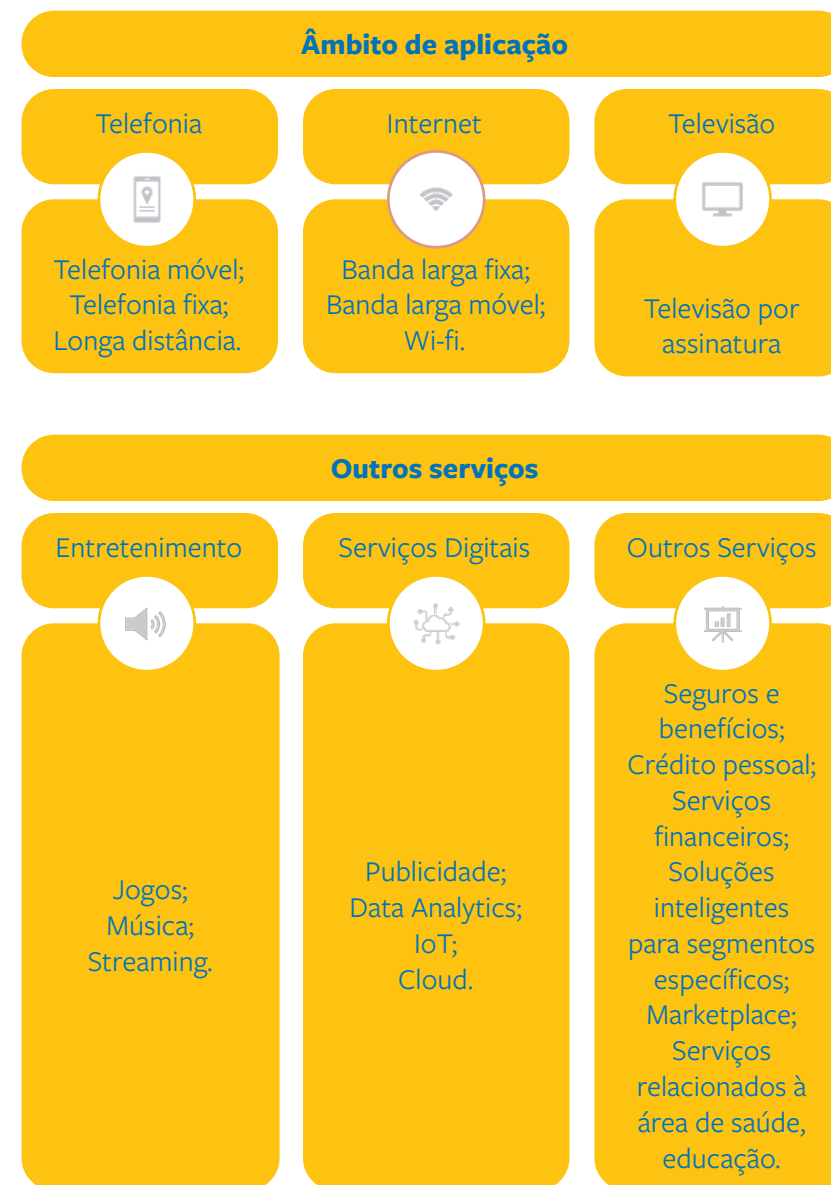 Âmbito de aplicação
Telefonia
Telefonia móvel;
Telefonia fixa;
Longa distância.
Internet
Banda larga fixa;
Banda larga móvel;
Wi-fi.
Televisão
Televisão por
assinatura
Outros serviços
Entretenimento
Jogos;
Música;
Streaming.
Serviços Digitais
Publicidade;
Data Analytics;
IoT;
Cloud.
Outros Serviços
Seguros e
benefícios;
Crédito pessoal;
Serviços
financeiros;
Soluções
inteligentes
para segmentos
específicos;
Marketplace;
Serviços
relacionados à
área de saúde,
educação.